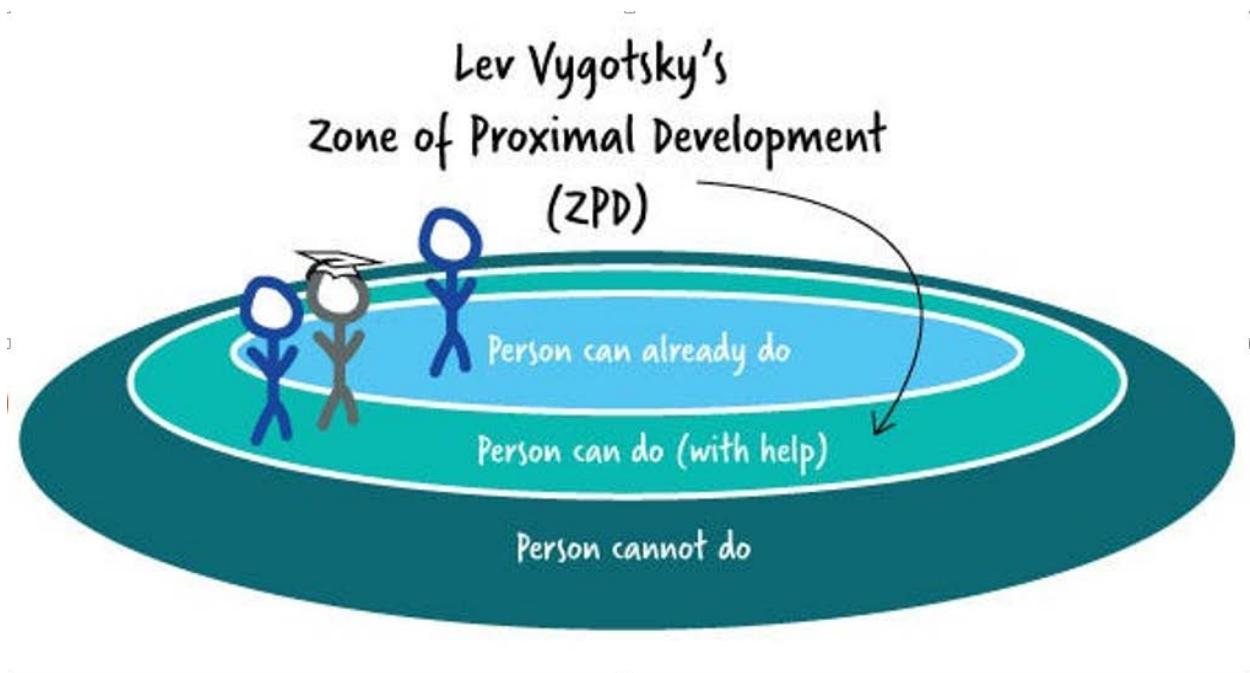 Lev Vygotsky's
Zone of Proximal Development
(ZPD)
Person can already do
Person can do (with help)
Person cannot do